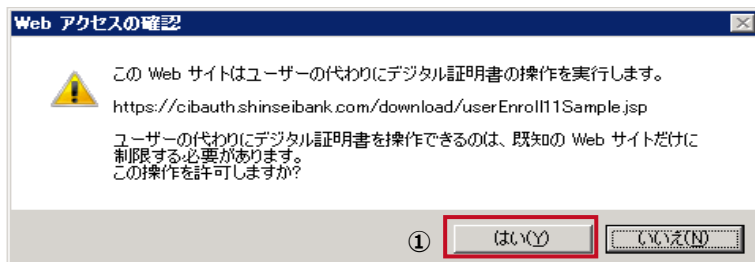 Web アクセスの確認
この Web サイトはユーザーの代わりにデジタル証明書の操作を実行します。
https://cibauth.shinseibank.com/download/userEnroll11Sample.jsp
ユーザーの代わりにデジタル証明書を操作できるのは、既知の Web サイトだけに
制限する必要があります。
この操作を許可しますか?
① はい(Y) いいえ(N)